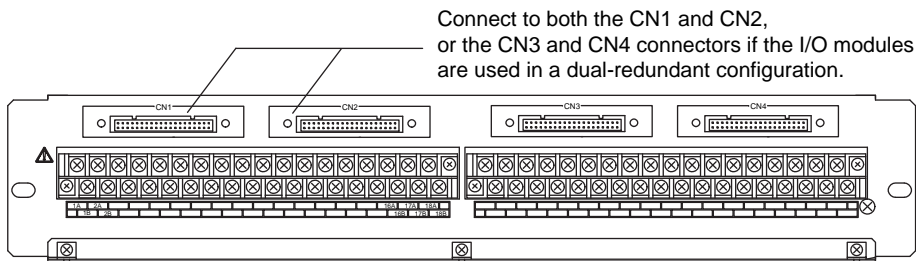 Connect to both the CN1 and CN2,
or the CN3 and CN4 connectors if the I/O modules
are used in a dual-redundant configuration.
CN1 CN2 CN3 CN4
1A 2A 16A 17A 18A
1B 2B 16B 17B 18B